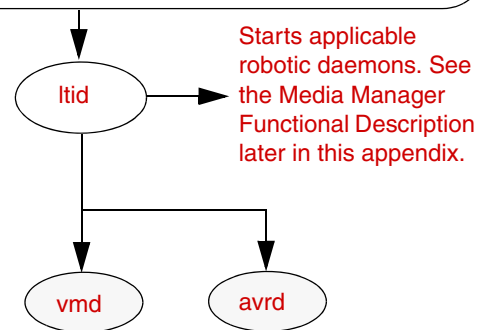 Starts applicable
robotic daemons. See
the Media Manager
Functional Description
later in this appendix.
ltid
vmd
avrd